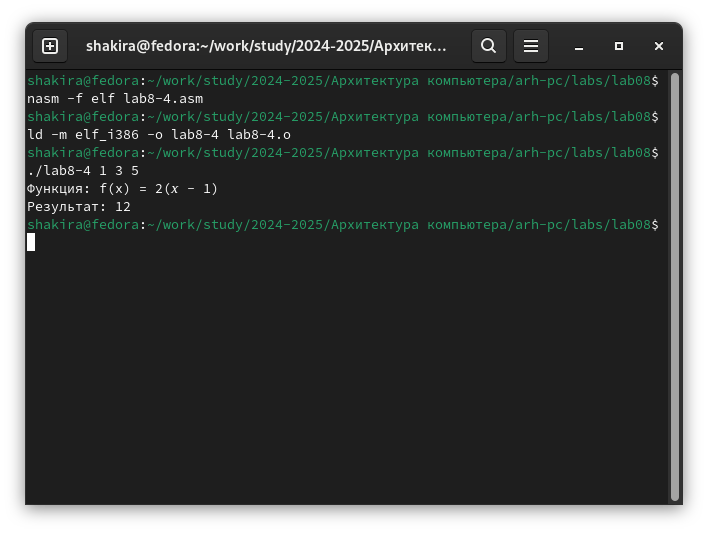 shakira@fedora:~/work/study/2024-2025/Архитек...
shakira@fedora:~/work/study/2024-2025/Архитектура компьютера/arh-pc/labs/lab08$
nasm -f elf lab8-4.asm
shakira@fedora:~/work/study/2024-2025/Архитектура компьютера/arh-pc/labs/lab08$
ld -m elf_i386 -o lab8-4 lab8-4.o
shakira@fedora:~/work/study/2024-2025/Архитектура компьютера/arh-pc/labs/lab08$
./lab8-4 1 3 5
Функция: f(x) = 2(𝑥 − 1)
Результат: 12
shakira@fedora:~/work/study/2024-2025/Архитектура компьютера/arh-pc/labs/lab08$